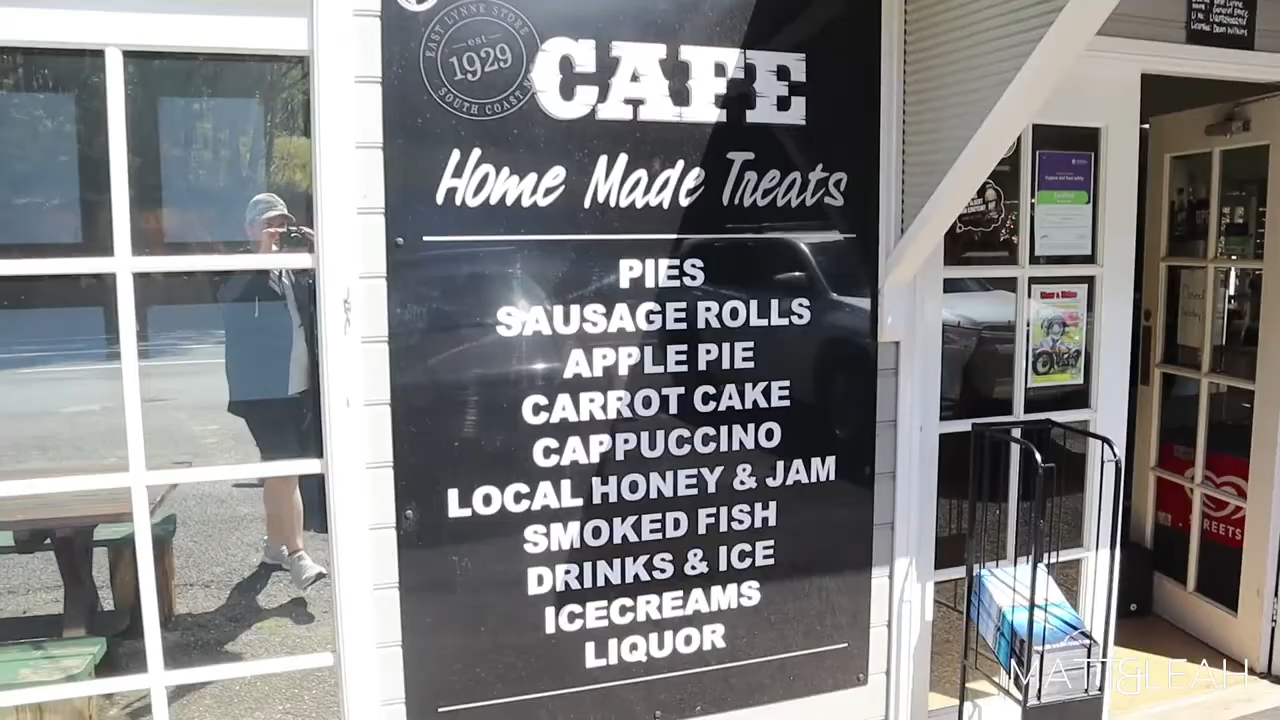 EAST LYNNE STORE
est
1929
SOUTH COAST
CAFE
Home Made Treats
PIES
SAUSAGE ROLLS
APPLE PIE
CARROT CAKE
CAPPUCCINO
LOCAL HONEY & JAM
SMOKED FISH
DRINKS & ICE
ICECREAMS
LIQUOR
STREETS
MATT&LEAH